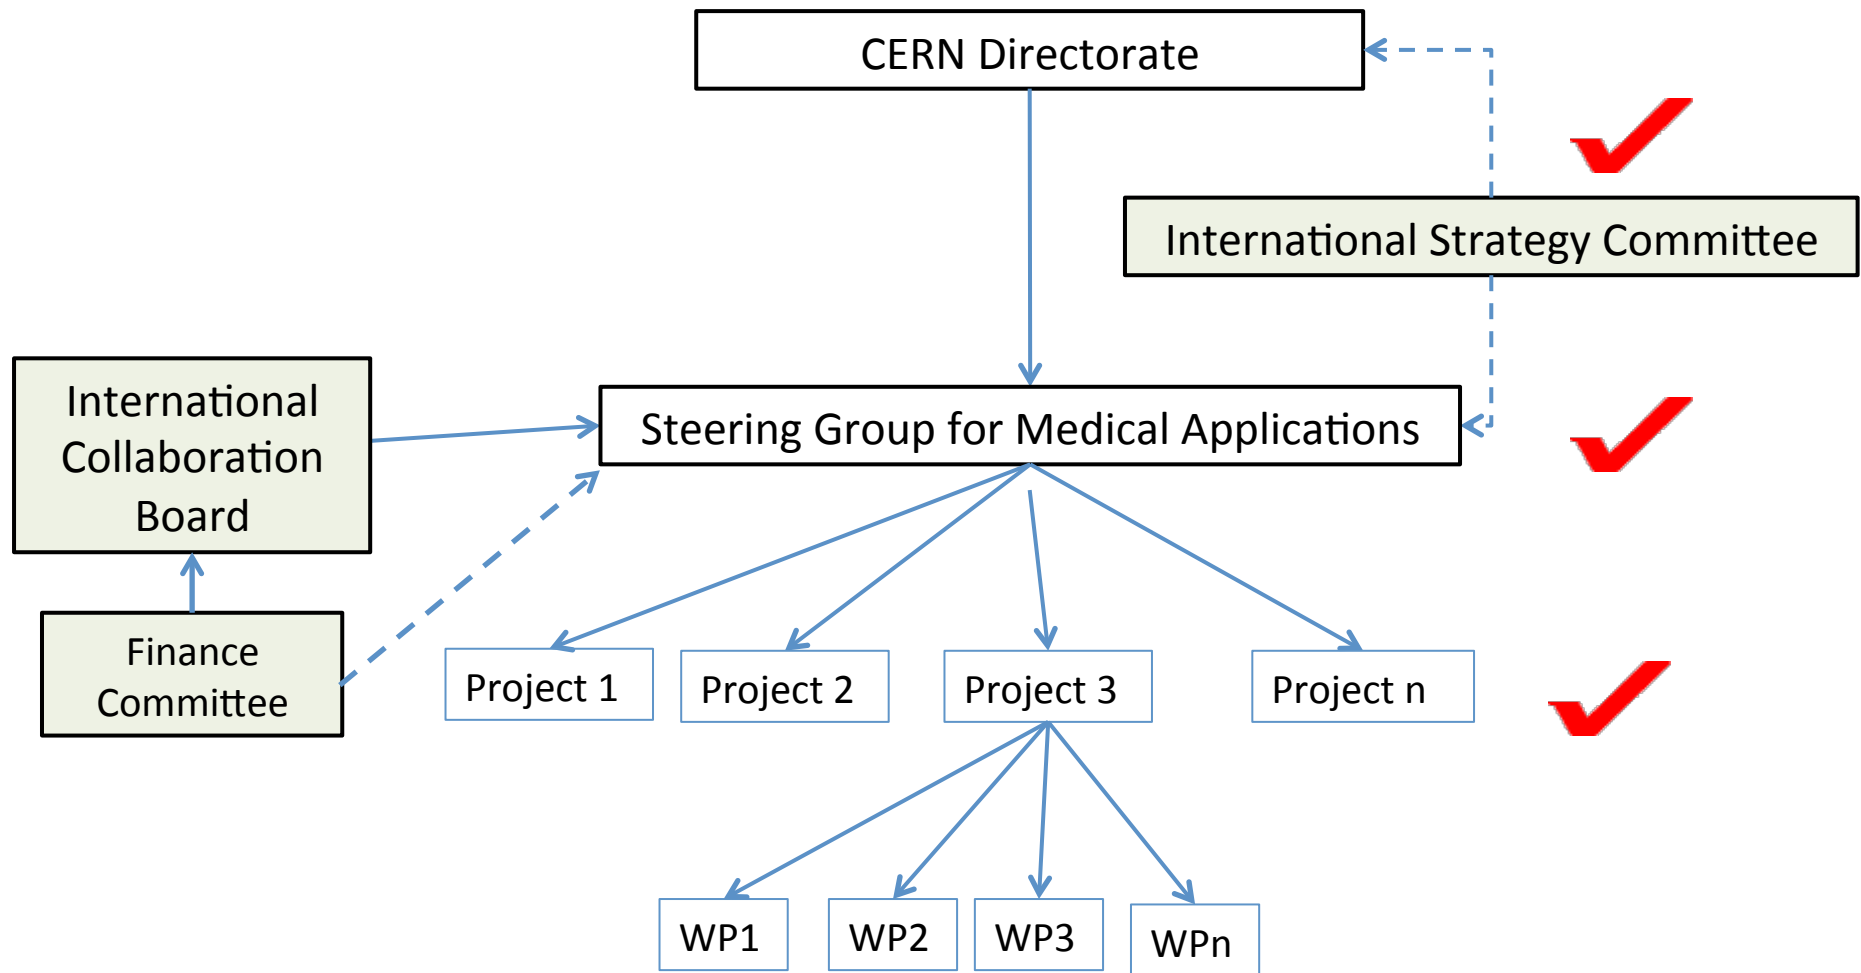 CERN Directorate
International Strategy Committee
International
Collaboration
Board
Steering Group for Medical Applications
Finance
Committee
Project 1
Project 2
Project 3
Project n
WP1
WP2
WP3
WPn